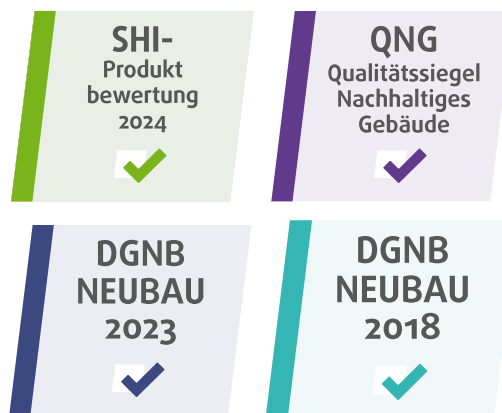 SHI-
Produkt
bewertung
2024
QNG
Qualitätssiegel
Nachhaltiges
Gebäude
DGNB
NEUBAU
2023
DGNB
NEUBAU
2018